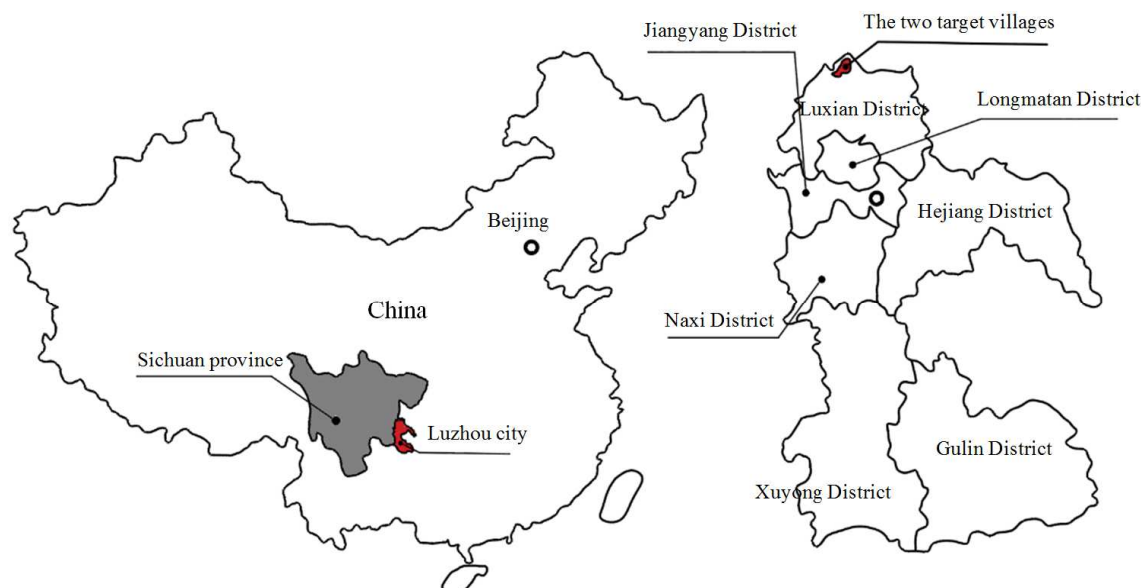 The two target villages
Jiangyang District
Longmatan District
Luxian District
Hejiang District
Beijing
China
Naxi District
Sichuan province
Luzhou city
Gulin District
Xuyong District